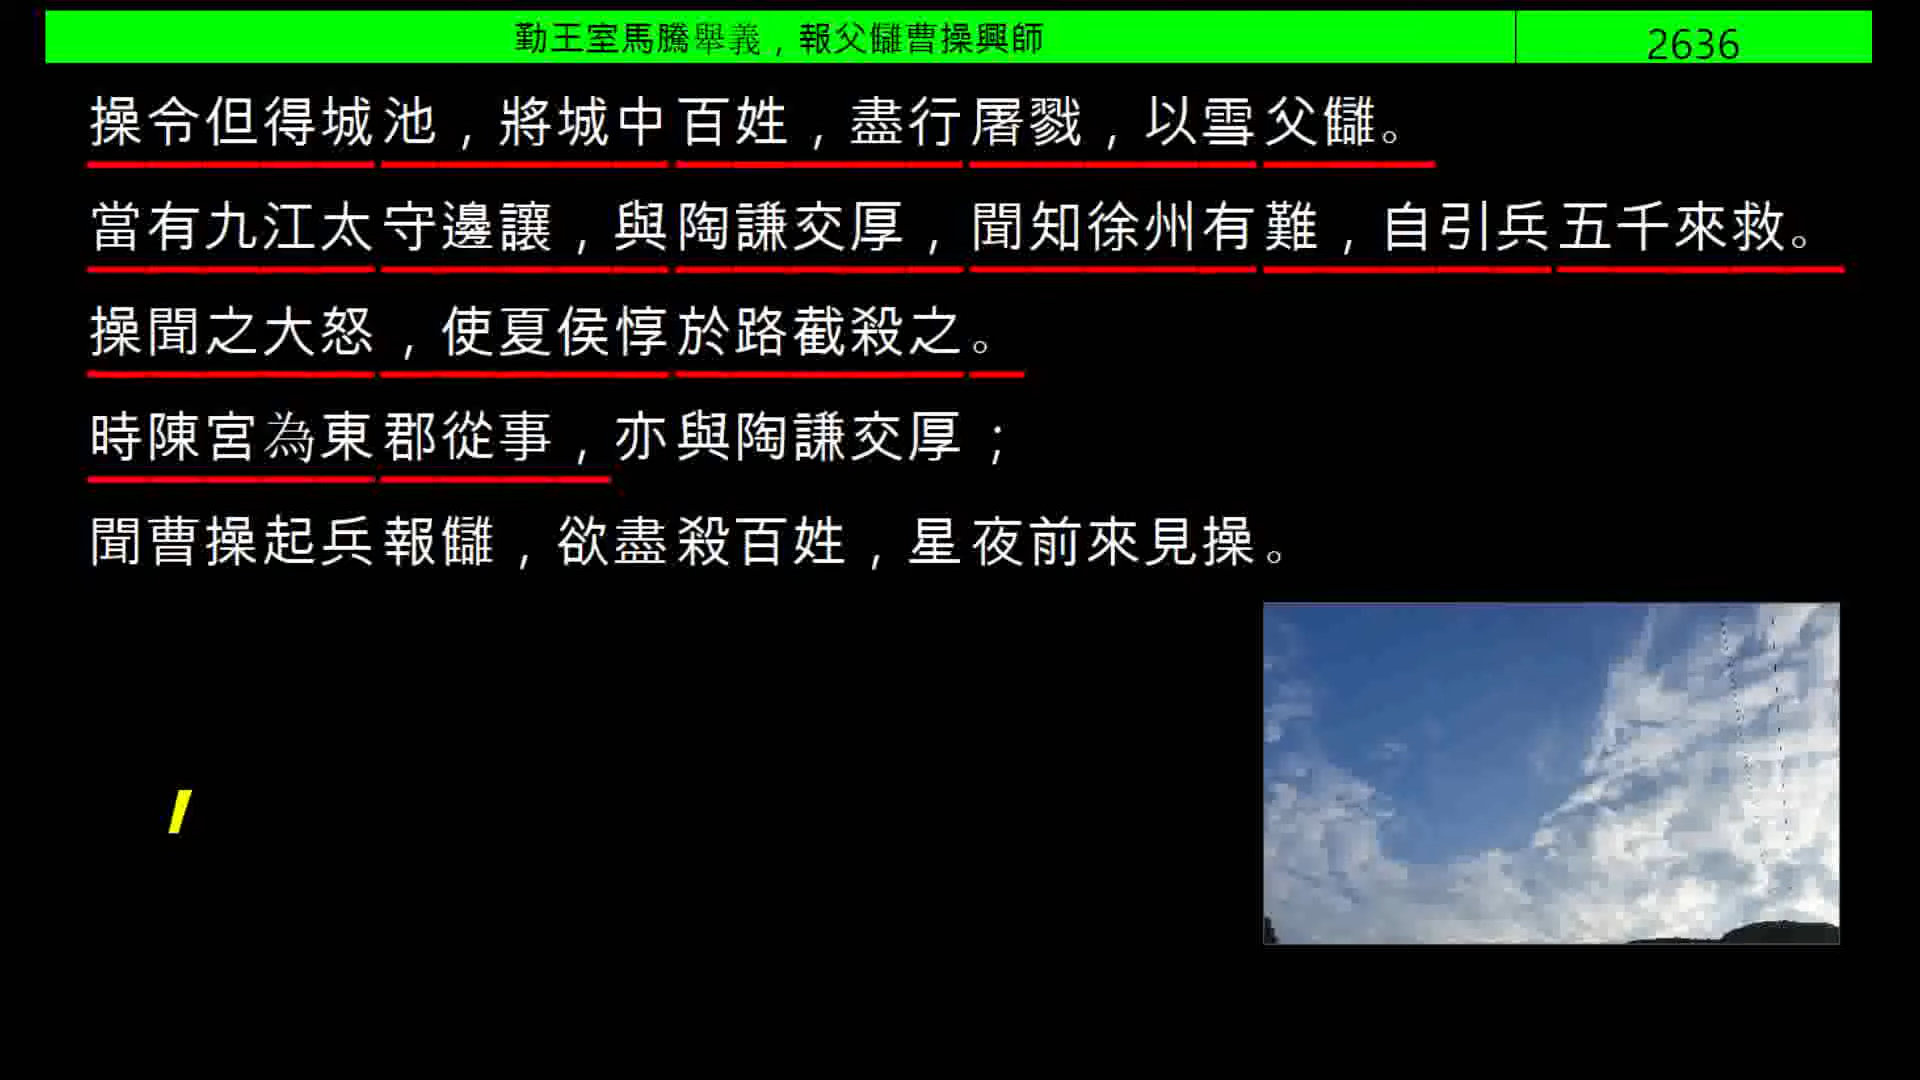 勤王室馬騰舉義，報父讎曹操興師
2636
操令但得城池，將城中百姓，盡行屠戮，以雪父讎。
當有九江太守邊讓，與陶謙交厚，聞知徐州有難，自引兵五千來救。
操聞之大怒，使夏侯惇於路截殺之。
時陳宮為東郡從事，亦與陶謙交厚；
聞曹操起兵報讎，欲盡殺百姓，星夜前來見操。
，